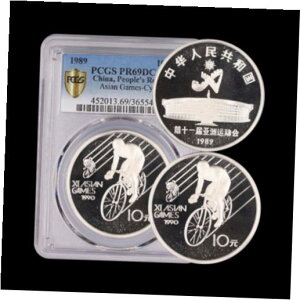 1989
PCGS PR69DC
China, People's Re
Asian Games-Cy
452013.69/36554
PCGS
中华人民共和国
第十一届亚洲运动会
1989
XI ASIAN
GAMES
1990
10元
XI ASIAN
GAMES
1990
10元